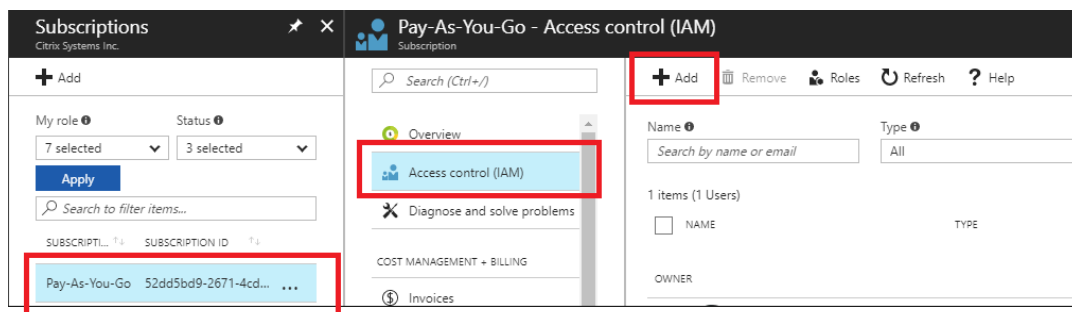 Subscriptions
Citrix Systems Inc.
Add
My role
Status
7 selected
3 selected
Apply
Search to filter items...
SUBSCRIPTI...
SUBSCRIPTION ID
Pay-As-You-Go
52dd5bd9-2671-4cd...
...
Pay-As-You-Go - Access control (IAM)
Subscription
Search (Ctrl+/)
Overview
Access control (IAM)
Diagnose and solve problems
COST MANAGEMENT + BILLING
Invoices
Add
Remove
Roles
Refresh
? Help
Name
Type
Search by name or email
All
1 items (1 Users)
NAME
TYPE
OWNER